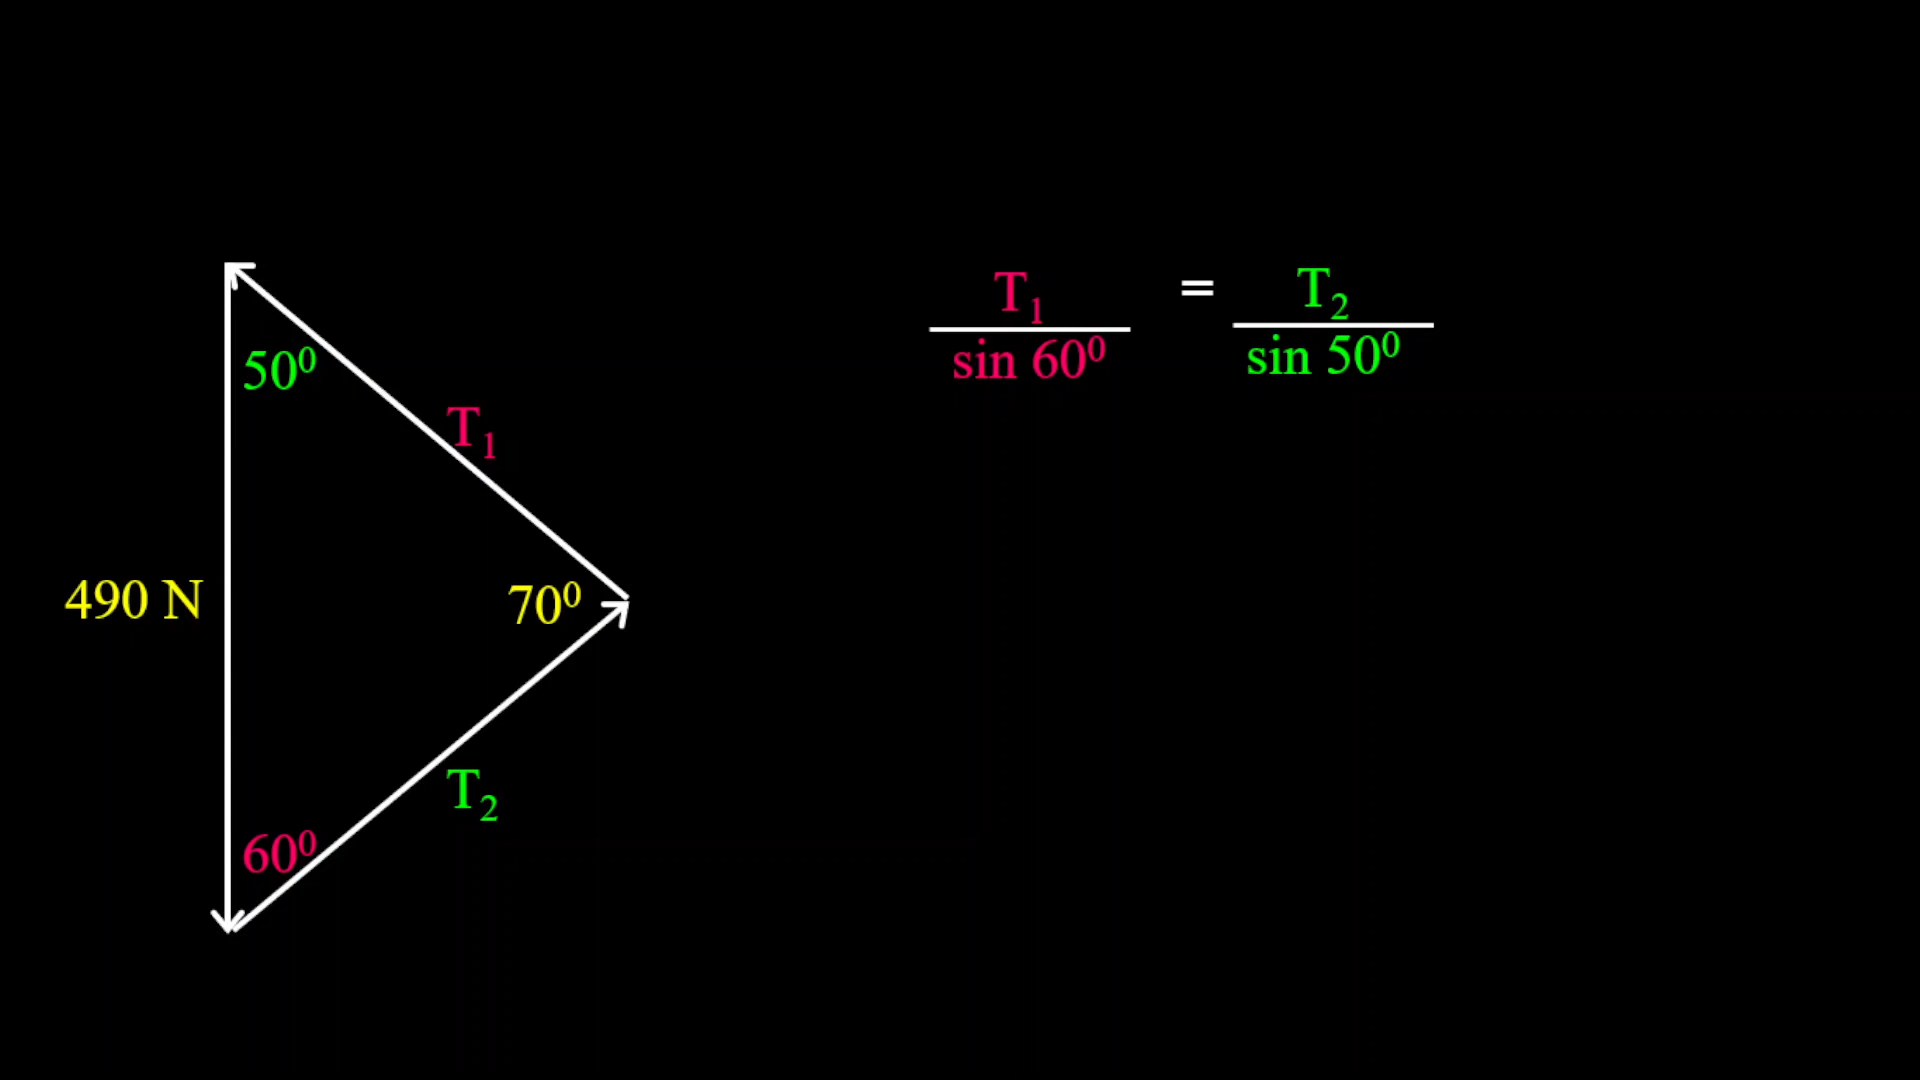 T₁ = T₂
sin 60⁰ sin 50⁰
50⁰
T₁
490 N
70⁰
T₂
60⁰